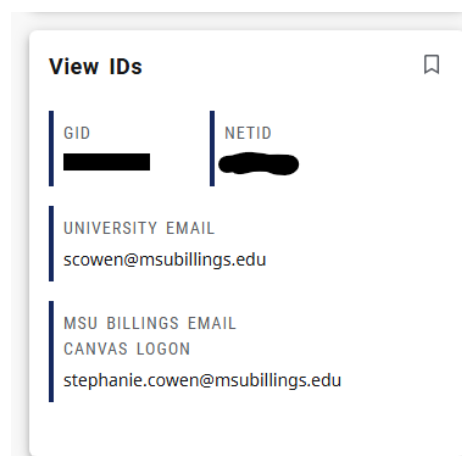 View IDs
GID
NETID
UNIVERSITY EMAIL
scowen@msubillings.edu
MSU BILLINGS EMAIL
CANVAS LOGON
stephanie.cowen@msubillings.edu